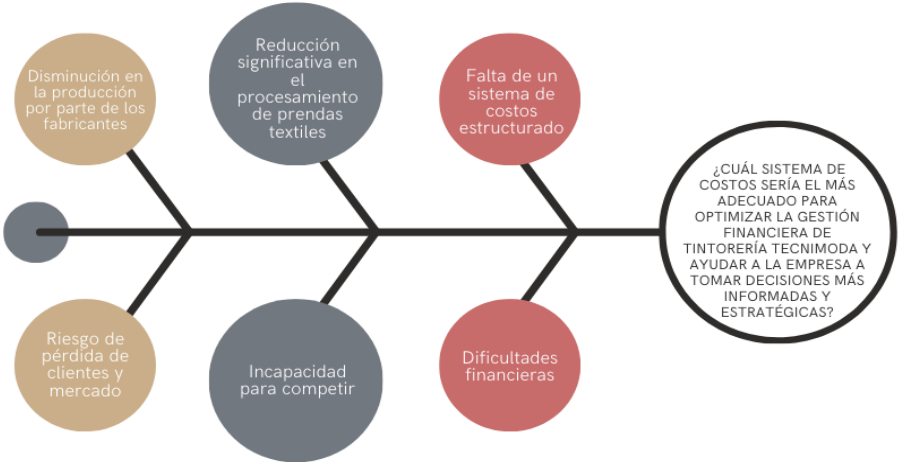 Disminución en
la producción
por parte de los
fabricantes
Reducción
significativa en
el
procesamiento
de prendas
textiles
Falta de un
sistema de
costos
estructurado
¿CUÁL SISTEMA DE
COSTOS SERÍA EL MÁS
ADECUADO PARA
OPTIMIZAR LA GESTIÓN
FINANCIERA DE
TINTORERÍA TECNIMODA Y
AYUDAR A LA EMPRESA A
TOMAR DECISIONES MÁS
INFORMADAS Y
ESTRATÉGICAS?
Riesgo de
pérdida de
clientes y
mercado
Incapacidad
para competir
Dificultades
financieras